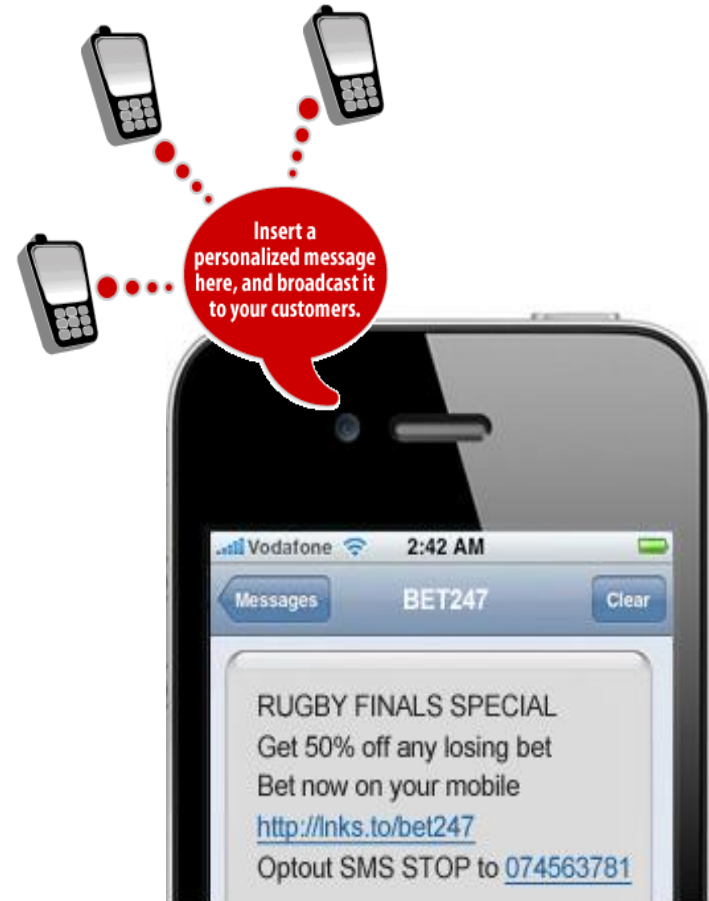 Insert a
personalized message
here, and broadcast it
to your customers.
Vodafone 2:42 AM
Messages BET247 Clear
RUGBY FINALS SPECIAL
Get 50% off any losing bet
Bet now on your mobile
http://lnks.to/bet247
Optout SMS STOP to 074563781